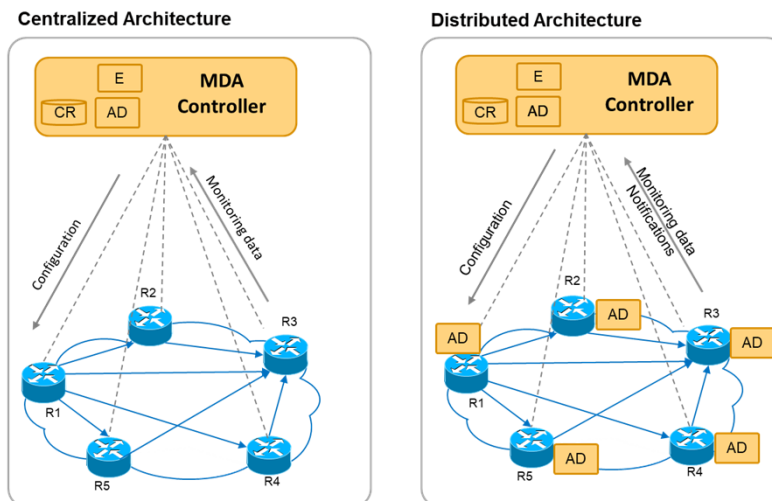 Centralized Architecture
E
MDA
Controller
CR
AD
Configuration
Monitoring data
R2
R3
R1
R5
R4
Distributed Architecture
E
MDA
Controller
CR
AD
Configuration
Monitoring data
Notifications
R2
AD
R3
AD
AD
R1
R5
AD
AD
R4